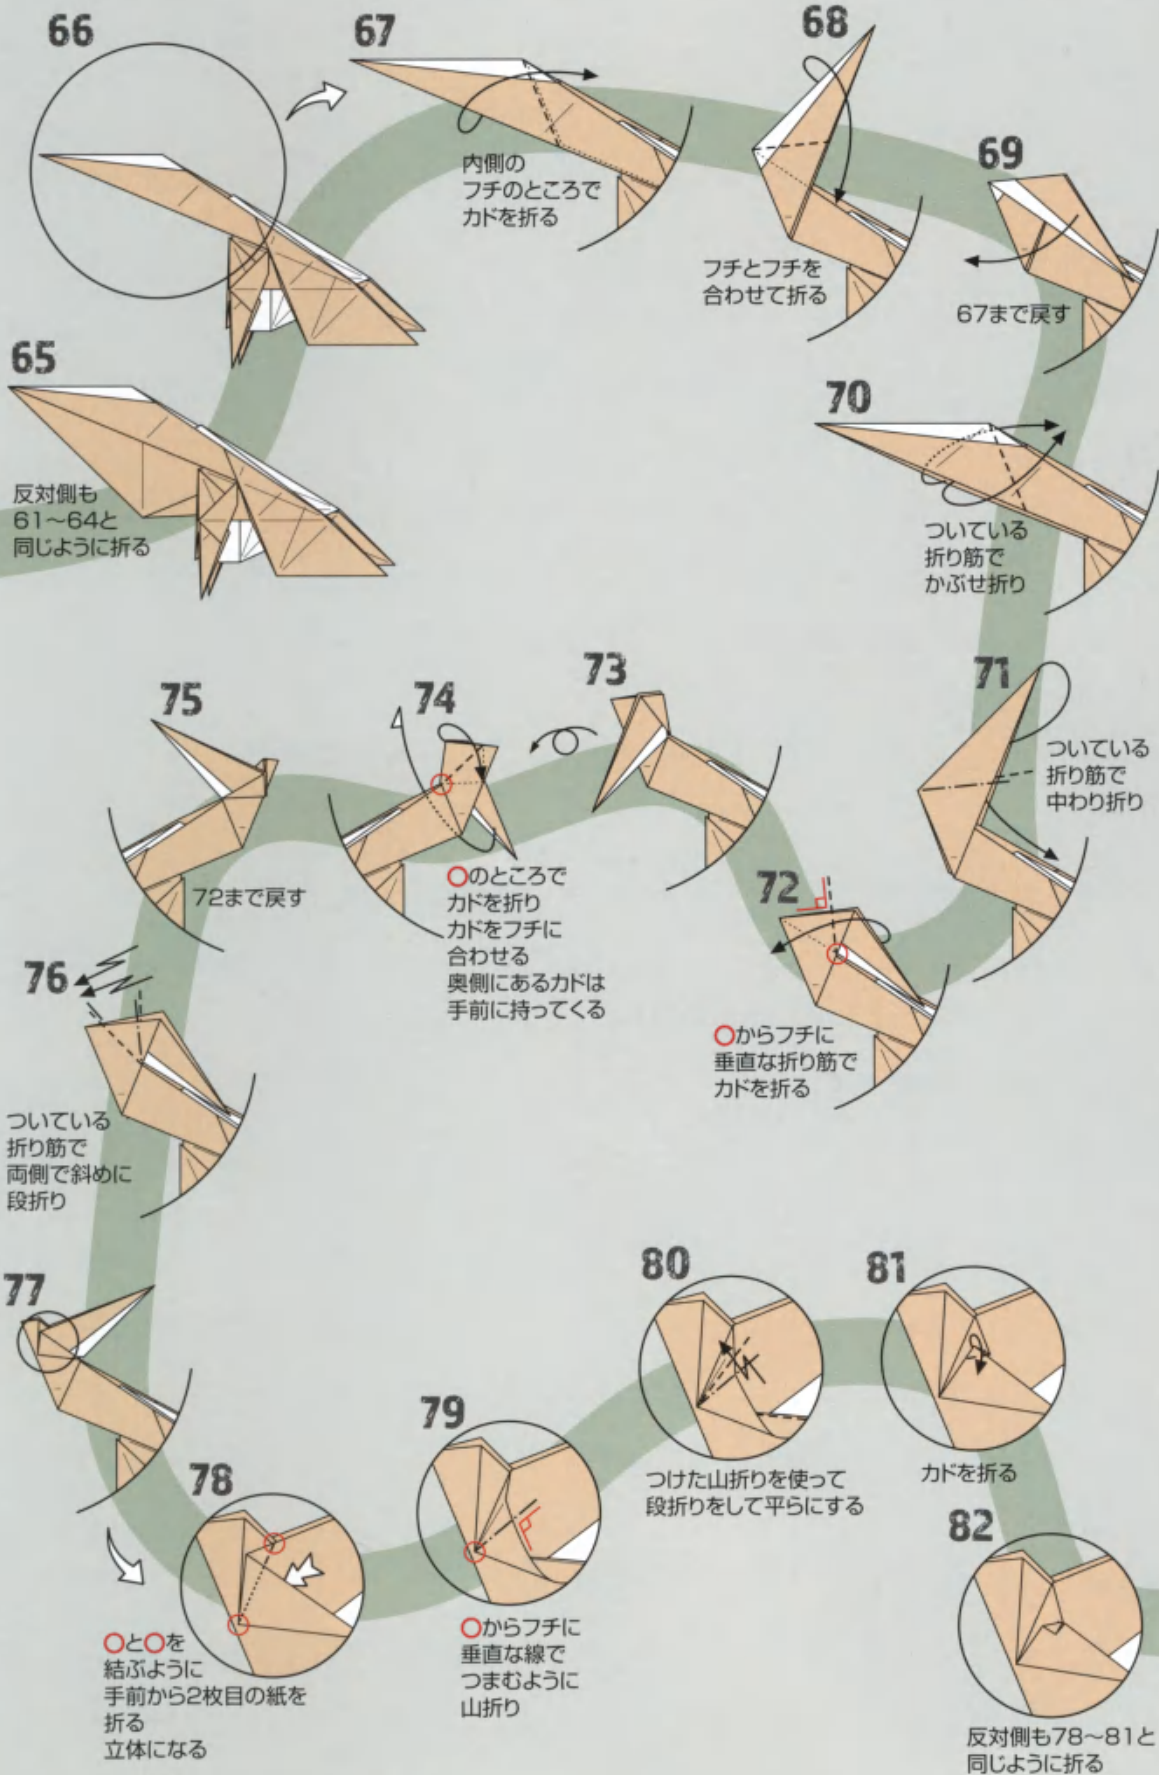 65
反対側も
61～64と
同じように折る
66
67
内側の
フチのところで
カドを折る
68
フチとフチを
合わせて折る
69
67まで戻す
70
ついている
折り筋で
かぶせ折り
71
ついている
折り筋で
中わり折り
72
○からフチに
垂直な折り筋で
カドを折る
73
74
○のところで
カドを折り
カドをフチに
合わせる
奥側にあるカドは
手前に持ってくる
75
72まで戻す
76
ついている
折り筋で
両側で斜めに
段折り
77
78
○と○を
結ぶように
手前から2枚目の紙を
折る
立体になる
79
○からフチに
垂直な線で
つまむように
山折り
80
つけた山折りを使って
段折りをして平らにする
81
カドを折る
82
反対側も78～81と
同じように折る